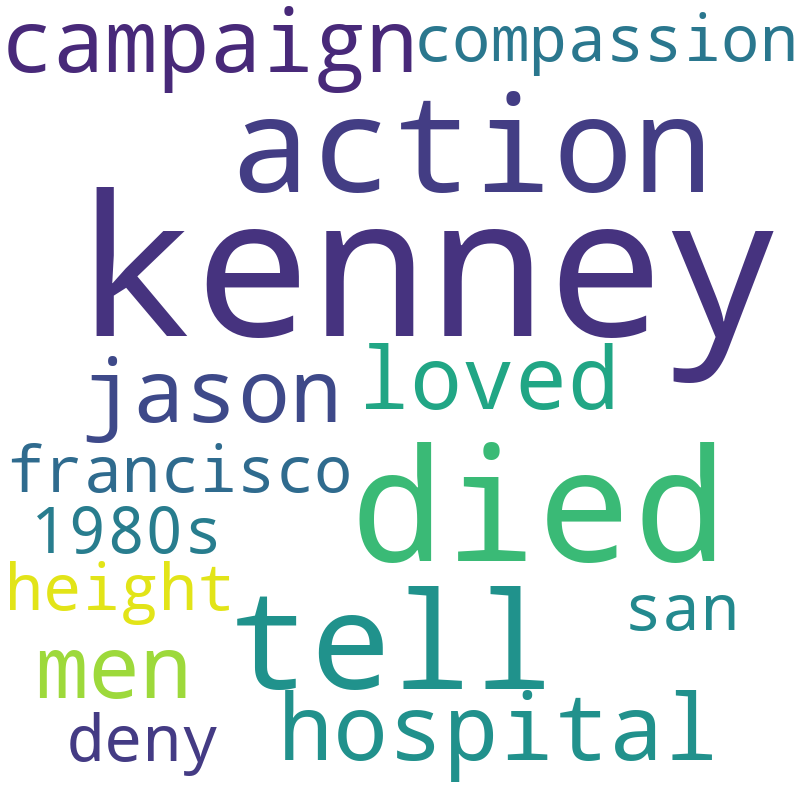 campaign compassion
action
kenney
jason loved
francisco died
1980s
height san
men tell
deny hospital